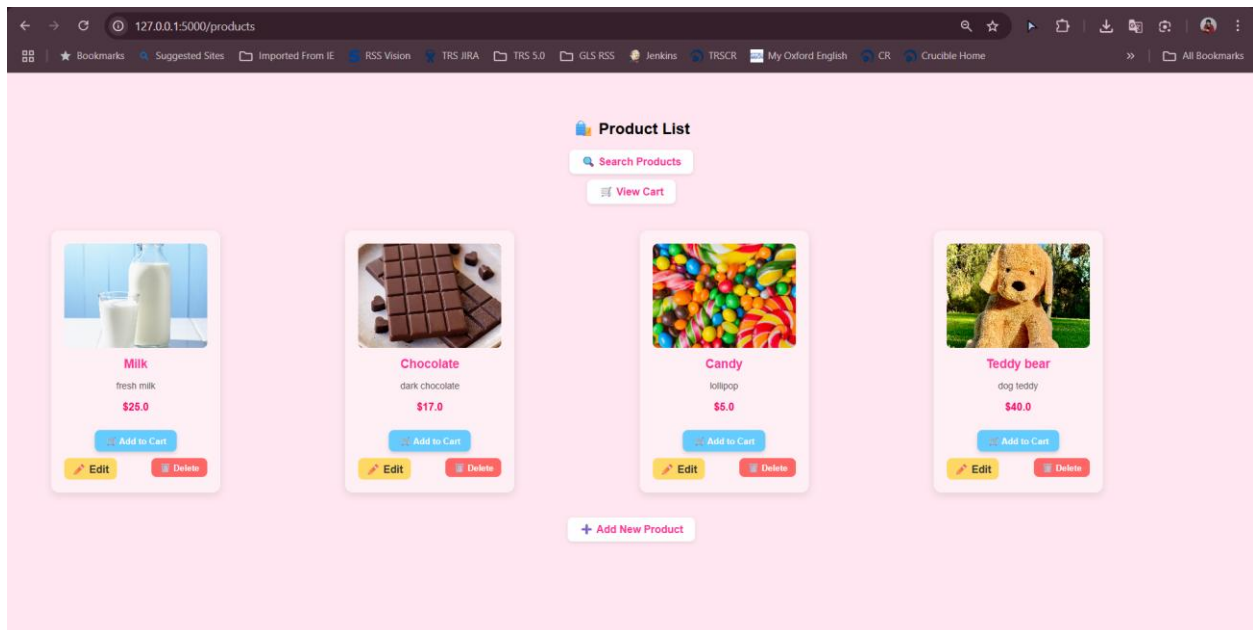 127.0.0.1:5000/products
Bookmarks Suggested Sites Imported From IE RSS Vision TRS JIRA TRS 5.0 GLS RSS Jenkins TRSCR My Oxford English CR Crucible Home » All Bookmarks
Product List
Search Products
View Cart
Milk Chocolate Candy Teddy bear
fresh milk dark chocolate lollipop dog teddy
$25.0 $17.0 $5.0 $40.0
Add to Cart Add to Cart Add to Cart Add to Cart
Edit Delete Edit Delete Edit Delete Edit Delete
Add New Product